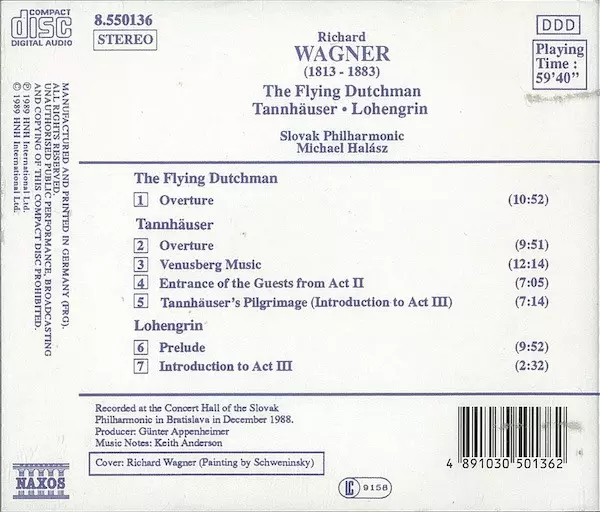 COMPACT
disc
DIGITAL AUDIO
8.550136
STEREO
Richard
WAGNER
(1813 - 1883)
The Flying Dutchman
Tannhäuser • Lohengrin
Slovak Philharmonic
Michael Halász
DDD
Playing
Time :
59'40"
MANUFACTURED AND PRINTED IN GERMANY (FRG).
ALL RIGHTS RESERVED.
UNAUTHORISED PUBLIC PERFORMANCE, BROADCASTING
AND COPYING OF THIS COMPACT DISC PROHIBITED.
℗ 1989 HNH International Ltd.
© 1989 HNH International Ltd.
The Flying Dutchman
1 Overture (10:52)
Tannhäuser
2 Overture (9:51)
3 Venusberg Music (12:14)
4 Entrance of the Guests from Act II (7:05)
5 Tannhäuser's Pilgrimage (Introduction to Act III) (7:14)
Lohengrin
6 Prelude (9:52)
7 Introduction to Act III (2:32)
Recorded at the Concert Hall of the Slovak
Philharmonic in Bratislava in December 1988.
Producer: Günter Appenheimer
Music Notes: Keith Anderson
Cover: Richard Wagner (Painting by Schweninsky)
NAXOS
LC 9158
4 891030 501362